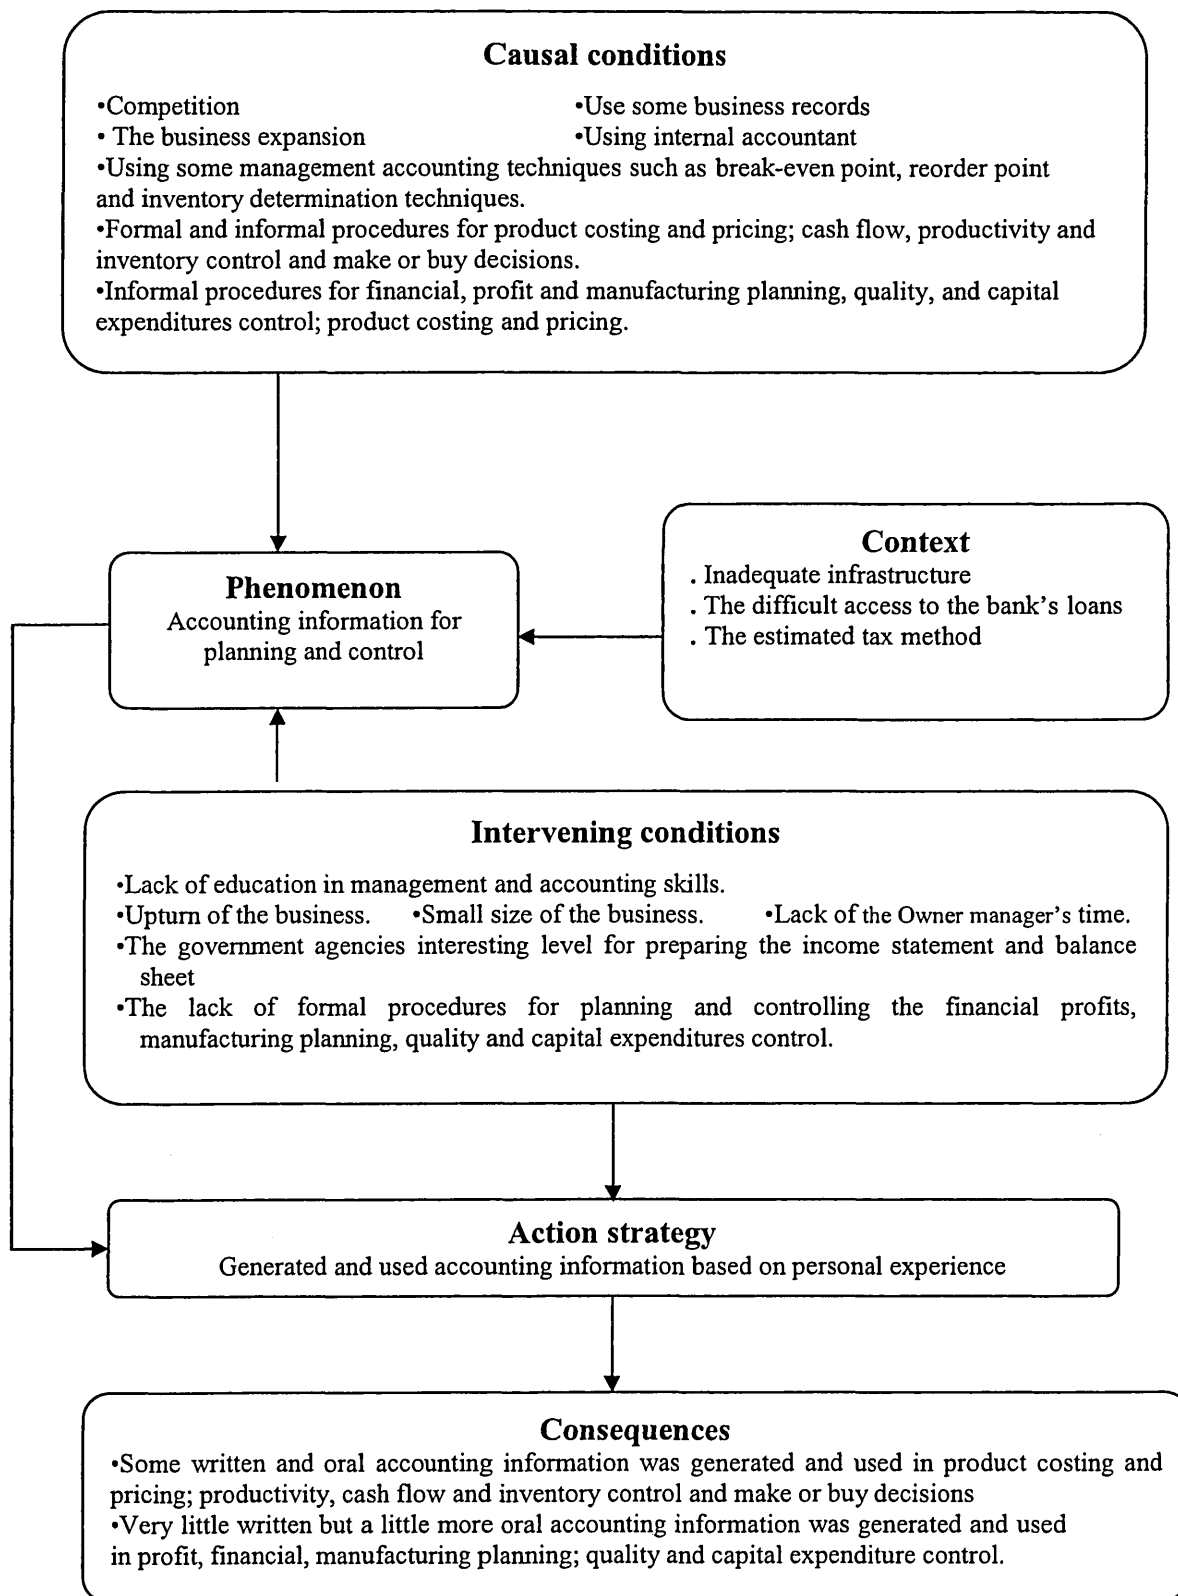 Causal conditions
•Competition •Use some business records
• The business expansion •Using internal accountant
•Using some management accounting techniques such as break-even point, reorder point
and inventory determination techniques.
•Formal and informal procedures for product costing and pricing; cash flow, productivity and
inventory control and make or buy decisions.
•Informal procedures for financial, profit and manufacturing planning, quality, and capital
expenditures control; product costing and pricing.
Context
. Inadequate infrastructure
. The difficult access to the bank's loans
. The estimated tax method
Phenomenon
Accounting information for
planning and control
Intervening conditions
•Lack of education in management and accounting skills.
•Upturn of the business. •Small size of the business. •Lack of the Owner manager's time.
•The government agencies interesting level for preparing the income statement and balance
sheet
•The lack of formal procedures for planning and controlling the financial profits,
manufacturing planning, quality and capital expenditures control.
Action strategy
Generated and used accounting information based on personal experience
Consequences
•Some written and oral accounting information was generated and used in product costing and
pricing; productivity, cash flow and inventory control and make or buy decisions
•Very little written but a little more oral accounting information was generated and used
in profit, financial, manufacturing planning; quality and capital expenditure control.